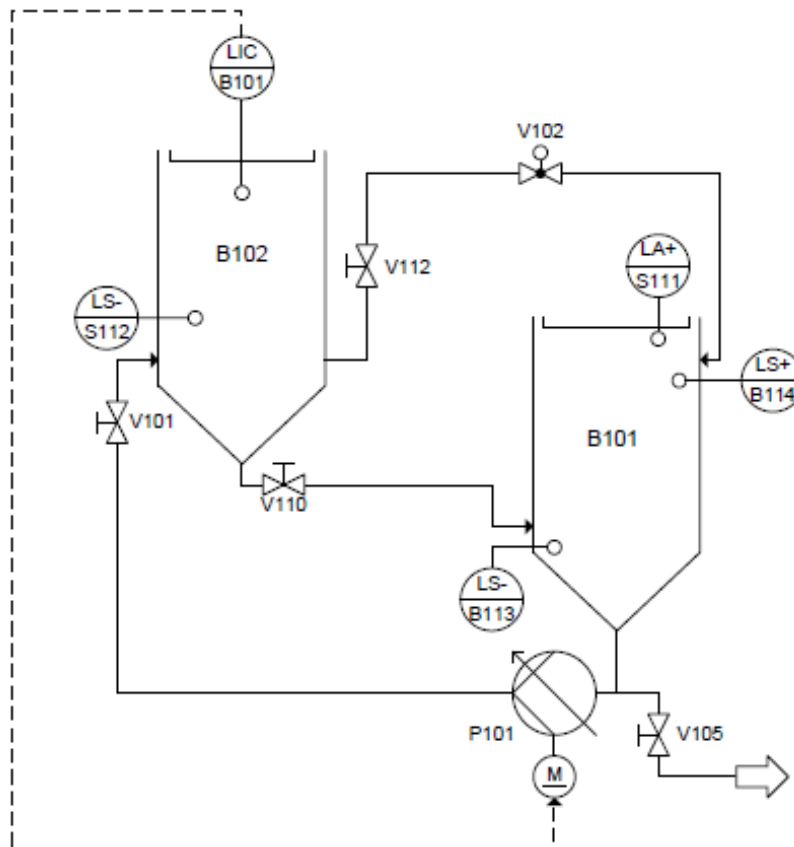 LIC
B101
V102
B102
LA+
S111
V112
LS-
S112
LS+
B114
V101
B101
V110
LS-
B113
P101
V105
M